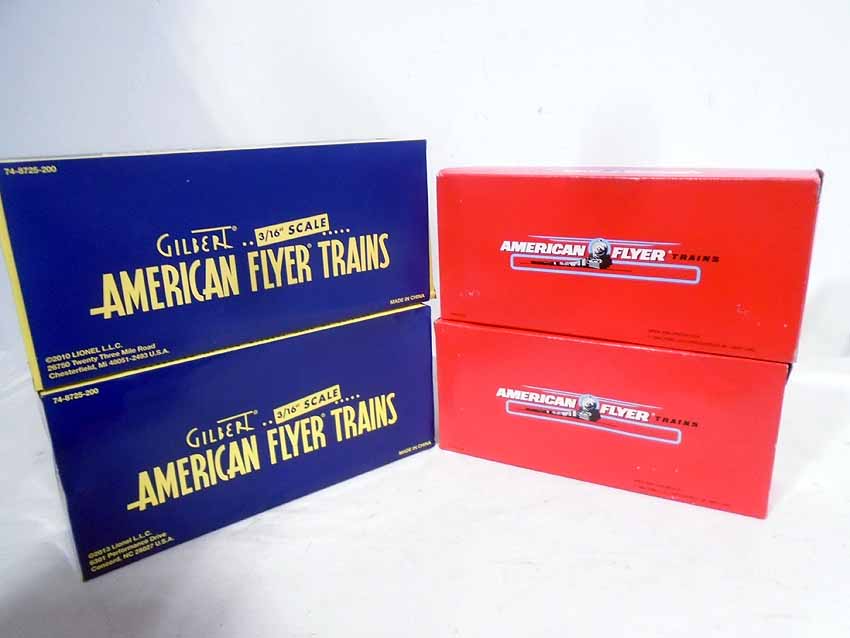 74-8725-200
GILBERT®
3/16" SCALE
AMERICAN FLYER® TRAINS
MADE IN CHINA
©2010 LIONEL L.L.C.
26750 Twenty Three Mile Road
Chesterfield, MI 48051-2493 U.S.A.
74-8725-200
GILBERT®
3/16" SCALE
AMERICAN FLYER® TRAINS
MADE IN CHINA
©2013 Lionel L.L.C.
6301 Performance Drive
Concord, NC 28027 U.S.A.
AMERICAN FLYER® TRAINS
AMERICAN FLYER® TRAINS